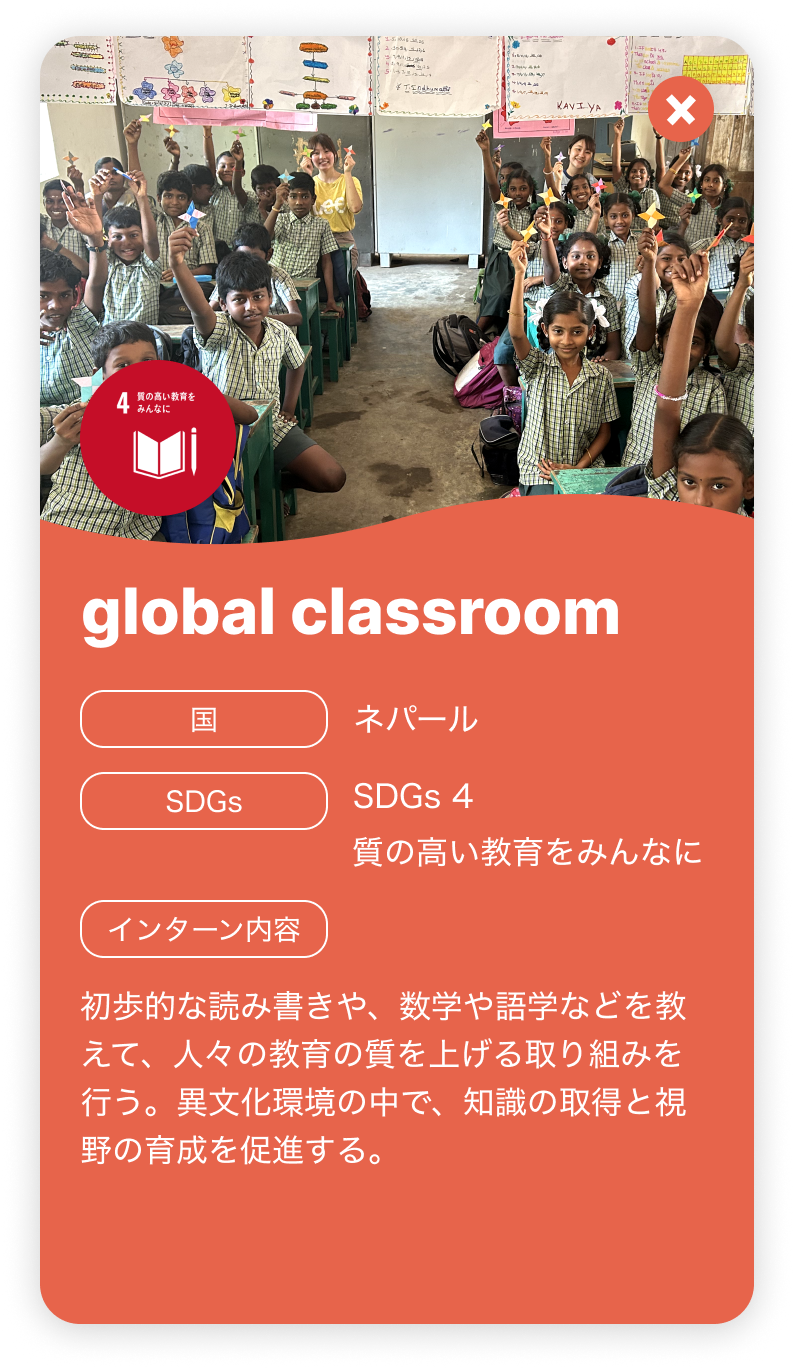 S.T.Indhumathi
KAVIYA
4 質の高い教育を
みんなに
global classroom
国
ネパール
SDGs
SDGs 4
質の高い教育をみんなに
インターン内容
初歩的な読み書きや、数学や語学などを教
えて、人々の教育の質を上げる取り組みを
行う。異文化環境の中で、知識の取得と視
野の育成を促進する。